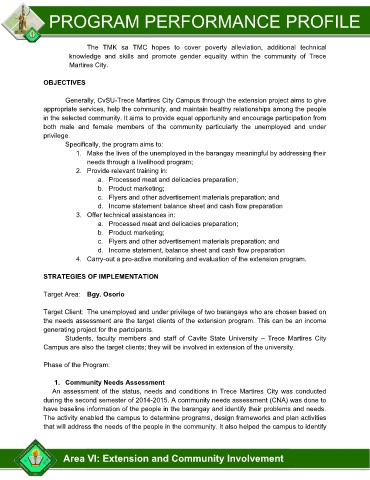 PROGRAM PERFORMANCE PROFILE
The TMK sa TMC hopes to cover poverty alleviation, additional technical
knowledge and skills and promote gender equality within the community of Trece
Martires City.
OBJECTIVES
Generally, CvSU-Trece Martires City Campus through the extension project aims to give
appropriate services, help the community, and maintain healthy relationships among the people
in the selected community. It aims to provide equal opportunity and encourage participation from
both male and female members of the community particularly the unemployed and under
privilege.
Specifically, the program aims to:
1. Make the lives of the unemployed in the barangay meaningful by addressing their
needs through a livelihood program;
2. Provide relevant training in:
a. Processed meat and delicacies preparation;
b. Product marketing;
c. Flyers and other advertisement materials preparation; and
d. Income statement balance sheet and cash flow preparation
3. Offer technical assistances in:
a. Processed meat and delicacies preparation;
b. Product marketing;
c. Flyers and other advertisement materials preparation; and
d. Income statement, balance sheet and cash flow preparation
4. Carry-out a pro-active monitoring and evaluation of the extension program.
STRATEGIES OF IMPLEMENTATION
Target Area: Bgy. Osorio
Target Client: The unemployed and under privilege of two barangays who are chosen based on
the needs assessment are the target clients of the extension program. This can be an income
generating project for the participants.
Students, faculty members and staff of Cavite State University – Trece Martires City
Campus are also the target clients; they will be involved in extension of the university.
Phase of the Program:
1. Community Needs Assessment
An assessment of the status, needs and conditions in Trece Martires City was conducted
during the second semester of 2014-2015. A community needs assessment (CNA) was done to
have baseline information of the people in the barangay and identify their problems and needs.
The activity enabled the campus to determine programs, design frameworks and plan activities
that will address the needs of the people in the community. It also helped the campus to identify
Area VI: Extension and Community Involvement